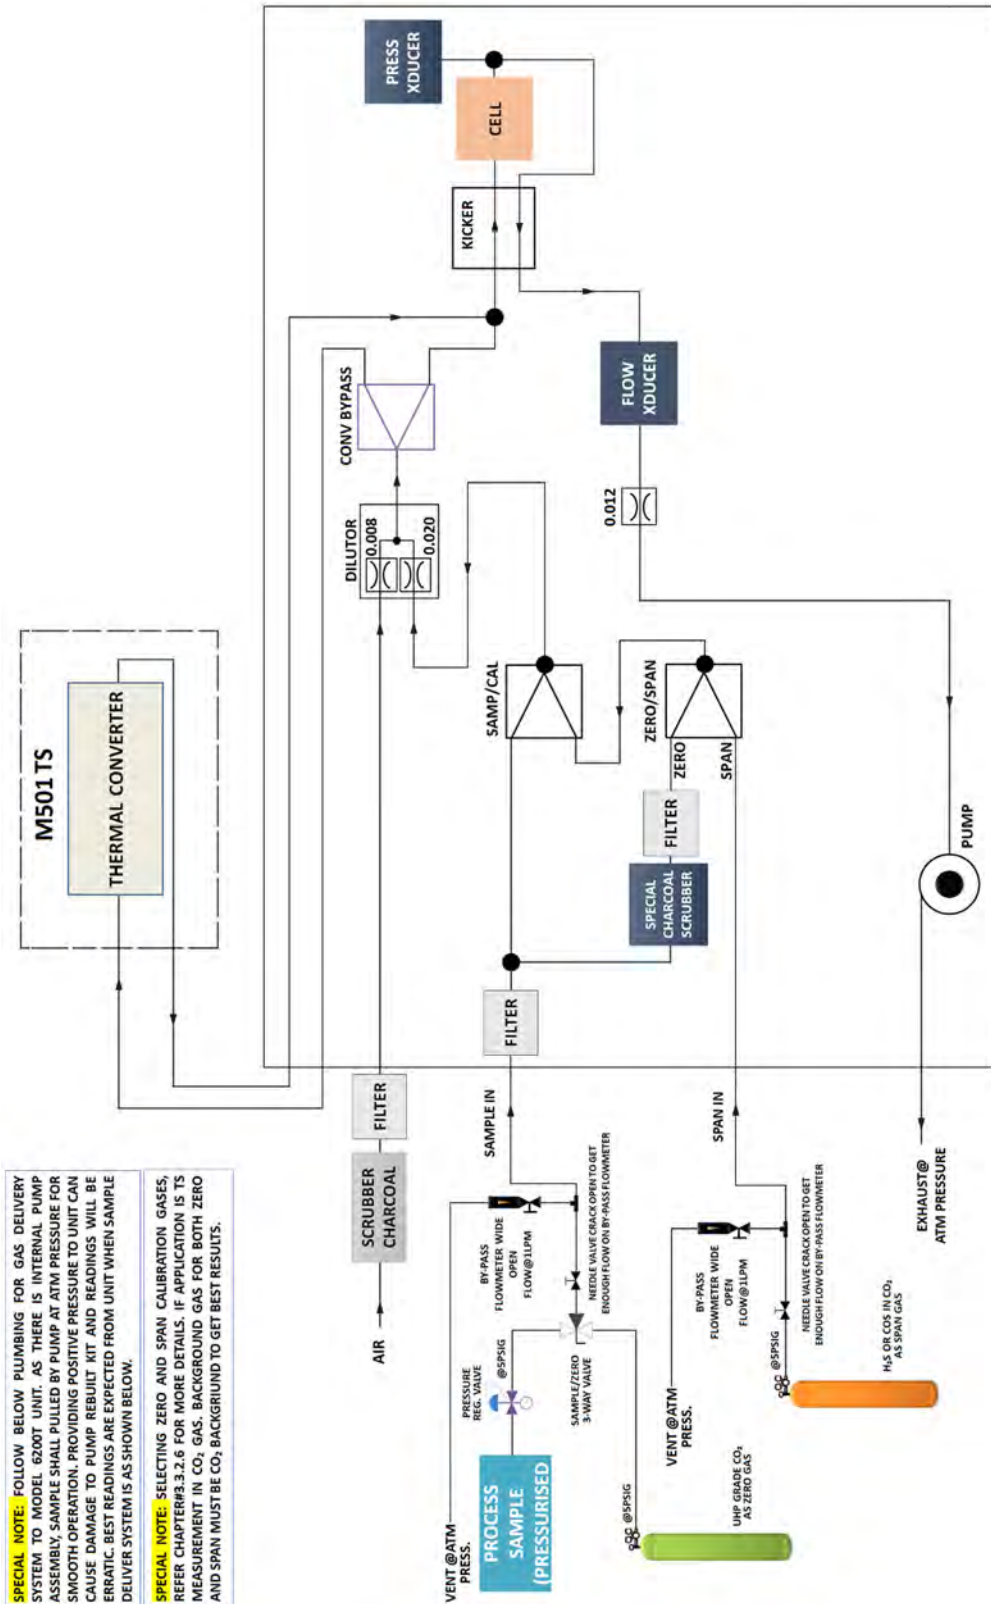 SPECIAL NOTE: FOLLOW BELOW PLUMBING FOR GAS DELIVERY
SYSTEM TO MODEL 6200T UNIT. AS THERE IS INTERNAL PUMP
ASSEMBLY, SAMPLE SHALL PULLED BY PUMP AT ATM PRESSURE FOR
SMOOTH OPERATION. PROVIDING POSITIVE PRESSURE TO UNIT CAN
CAUSE DAMAGE TO PUMP REBUILT KIT AND READINGS WILL BE
ERRATIC. BEST READINGS ARE EXPECTED FROM UNIT WHEN SAMPLE
DELIVER SYSTEM IS AS SHOWN BELOW.
SPECIAL NOTE: SELECTING ZERO AND SPAN CALIBRATION GASES,
REFER CHAPTER#3.3.2.6 FOR MORE DETAILS. IF APPLICATION IS TS
MEASUREMENT IN CO₂ GAS. BACKGROUND GAS FOR BOTH ZERO
AND SPAN MUST BE CO₂ BACKGRIUND TO GET BEST RESULTS.
M501 TS
THERMAL CONVERTER
AIR
SCRUBBER
CHARCOAL
FILTER
DILUTOR
0.008
0.020
CONV BYPASS
KICKER
CELL
PRESS
XDUCER
VENT @ATM
PRESS.
BY-PASS
FLOWMETER WIDE
OPEN
FLOW@1LPM
SAMPLE IN
FILTER
SAMP/CAL
PROCESS
SAMPLE
(PRESSURISED
PRESSURE
REG. VALVE
@5PSIG
SAMPLE/ZERO
3-WAY VALVE
NEEDLE VALVE CRACK OPEN TO GET
ENOUGH FLOW ON BY-PASS FLOWMETER
SPECIAL
CHARCOAL
SCRUBBER
FILTER
ZERO
SPAN
ZERO/SPAN
0.012
FLOW
XDUCER
@5PSIG
UHP GRADE CO₂
AS ZERO GAS
VENT @ATM
PRESS.
BY-PASS
FLOWMETER WIDE
OPEN
FLOW@1LPM
SPAN IN
@5PSIG
NEEDLE VALVE CRACK OPEN TO GET
ENOUGH FLOW ON BY-PASS FLOWMETER
H₂S OR COS IN CO₂
AS SPAN GAS
EXHAUST@
ATM PRESSURE
PUMP